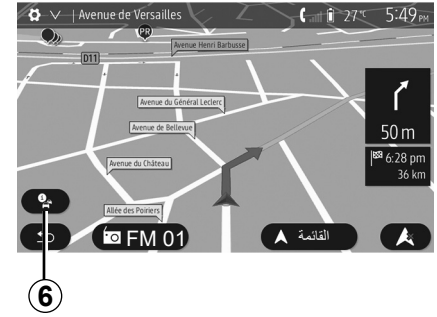 Avenue de Versailles
27 °C
5:49 PM
PR
Avenue Henri Barbusse
D11
Avenue du Général Leclerc
Avenue de Bellevue
50 m
Avenue du Château
6:28 pm
36 km
Allée des Poiriers
FM 01
القائمة
6